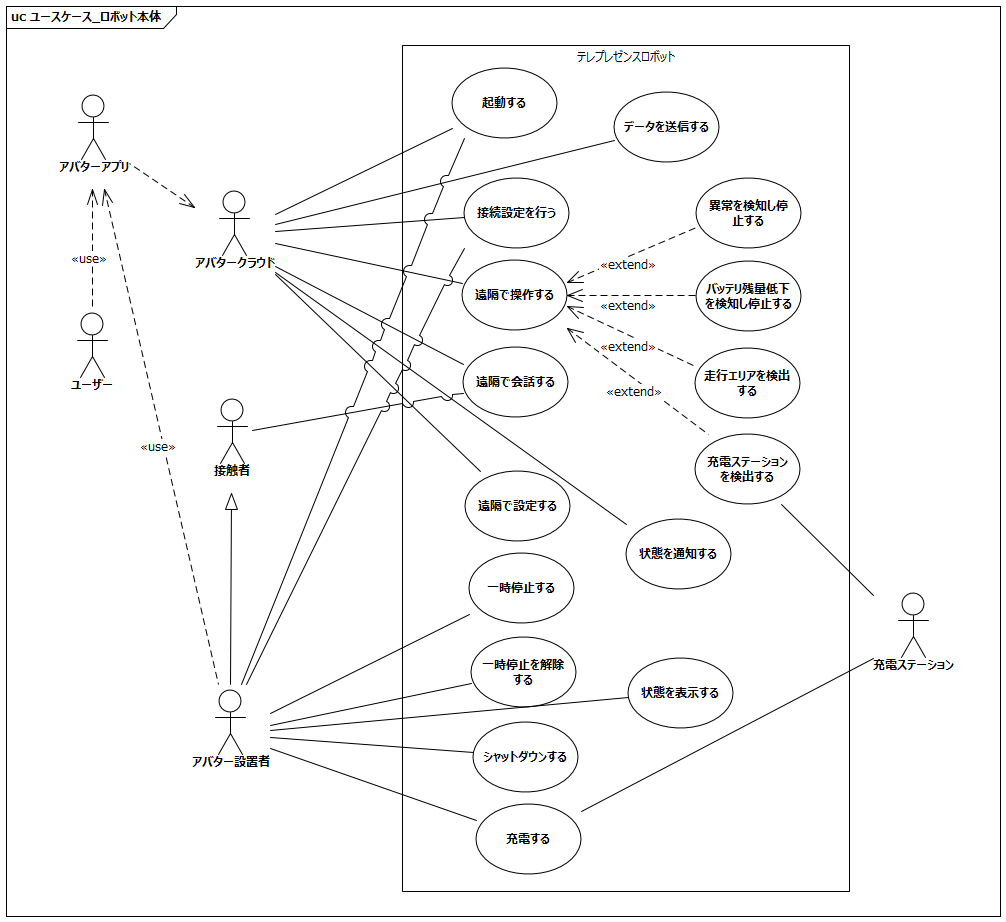 uc ユースケース_ロボット本体
テレプレゼンスロボット
起動する
データを送信する
アバターアプリ
接続設定を行う
異常を検知し停
止する
アバタークラウド
«use»
«extend»
遠隔で操作する
バッテリ残量低下
を検知し停止する
«extend»
«extend»
ユーザー
遠隔で会話する
走行エリアを検出
する
«extend»
«use»
接触者
充電ステーション
を検出する
遠隔で設定する
状態を通知する
一時停止する
一時停止を解除
する
充電ステーション
状態を表示する
アバター設置者
シャットダウンする
充電する